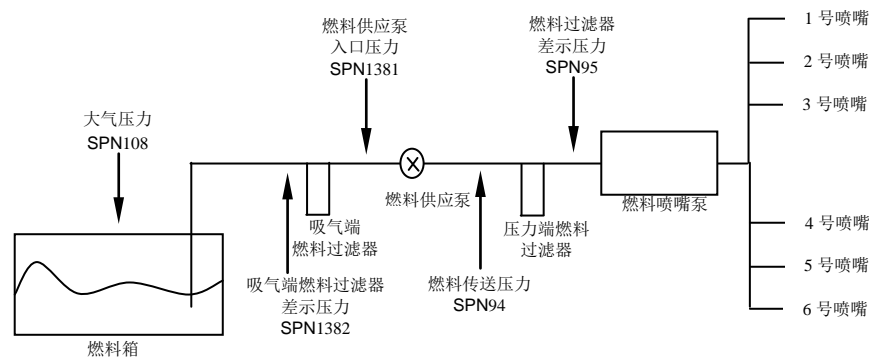 燃料供应泵
入口压力
SPN1381
燃料过滤器
差示压力
SPN95
1 号喷嘴
2 号喷嘴
3 号喷嘴
大气压力
SPN108
燃料供应泵
燃料喷嘴泵
吸气端
燃料过滤器
压力端燃料
过滤器
4 号喷嘴
5 号喷嘴
6 号喷嘴
吸气端燃料过滤器
差示压力
SPN1382
燃料传送压力
SPN94
燃料箱